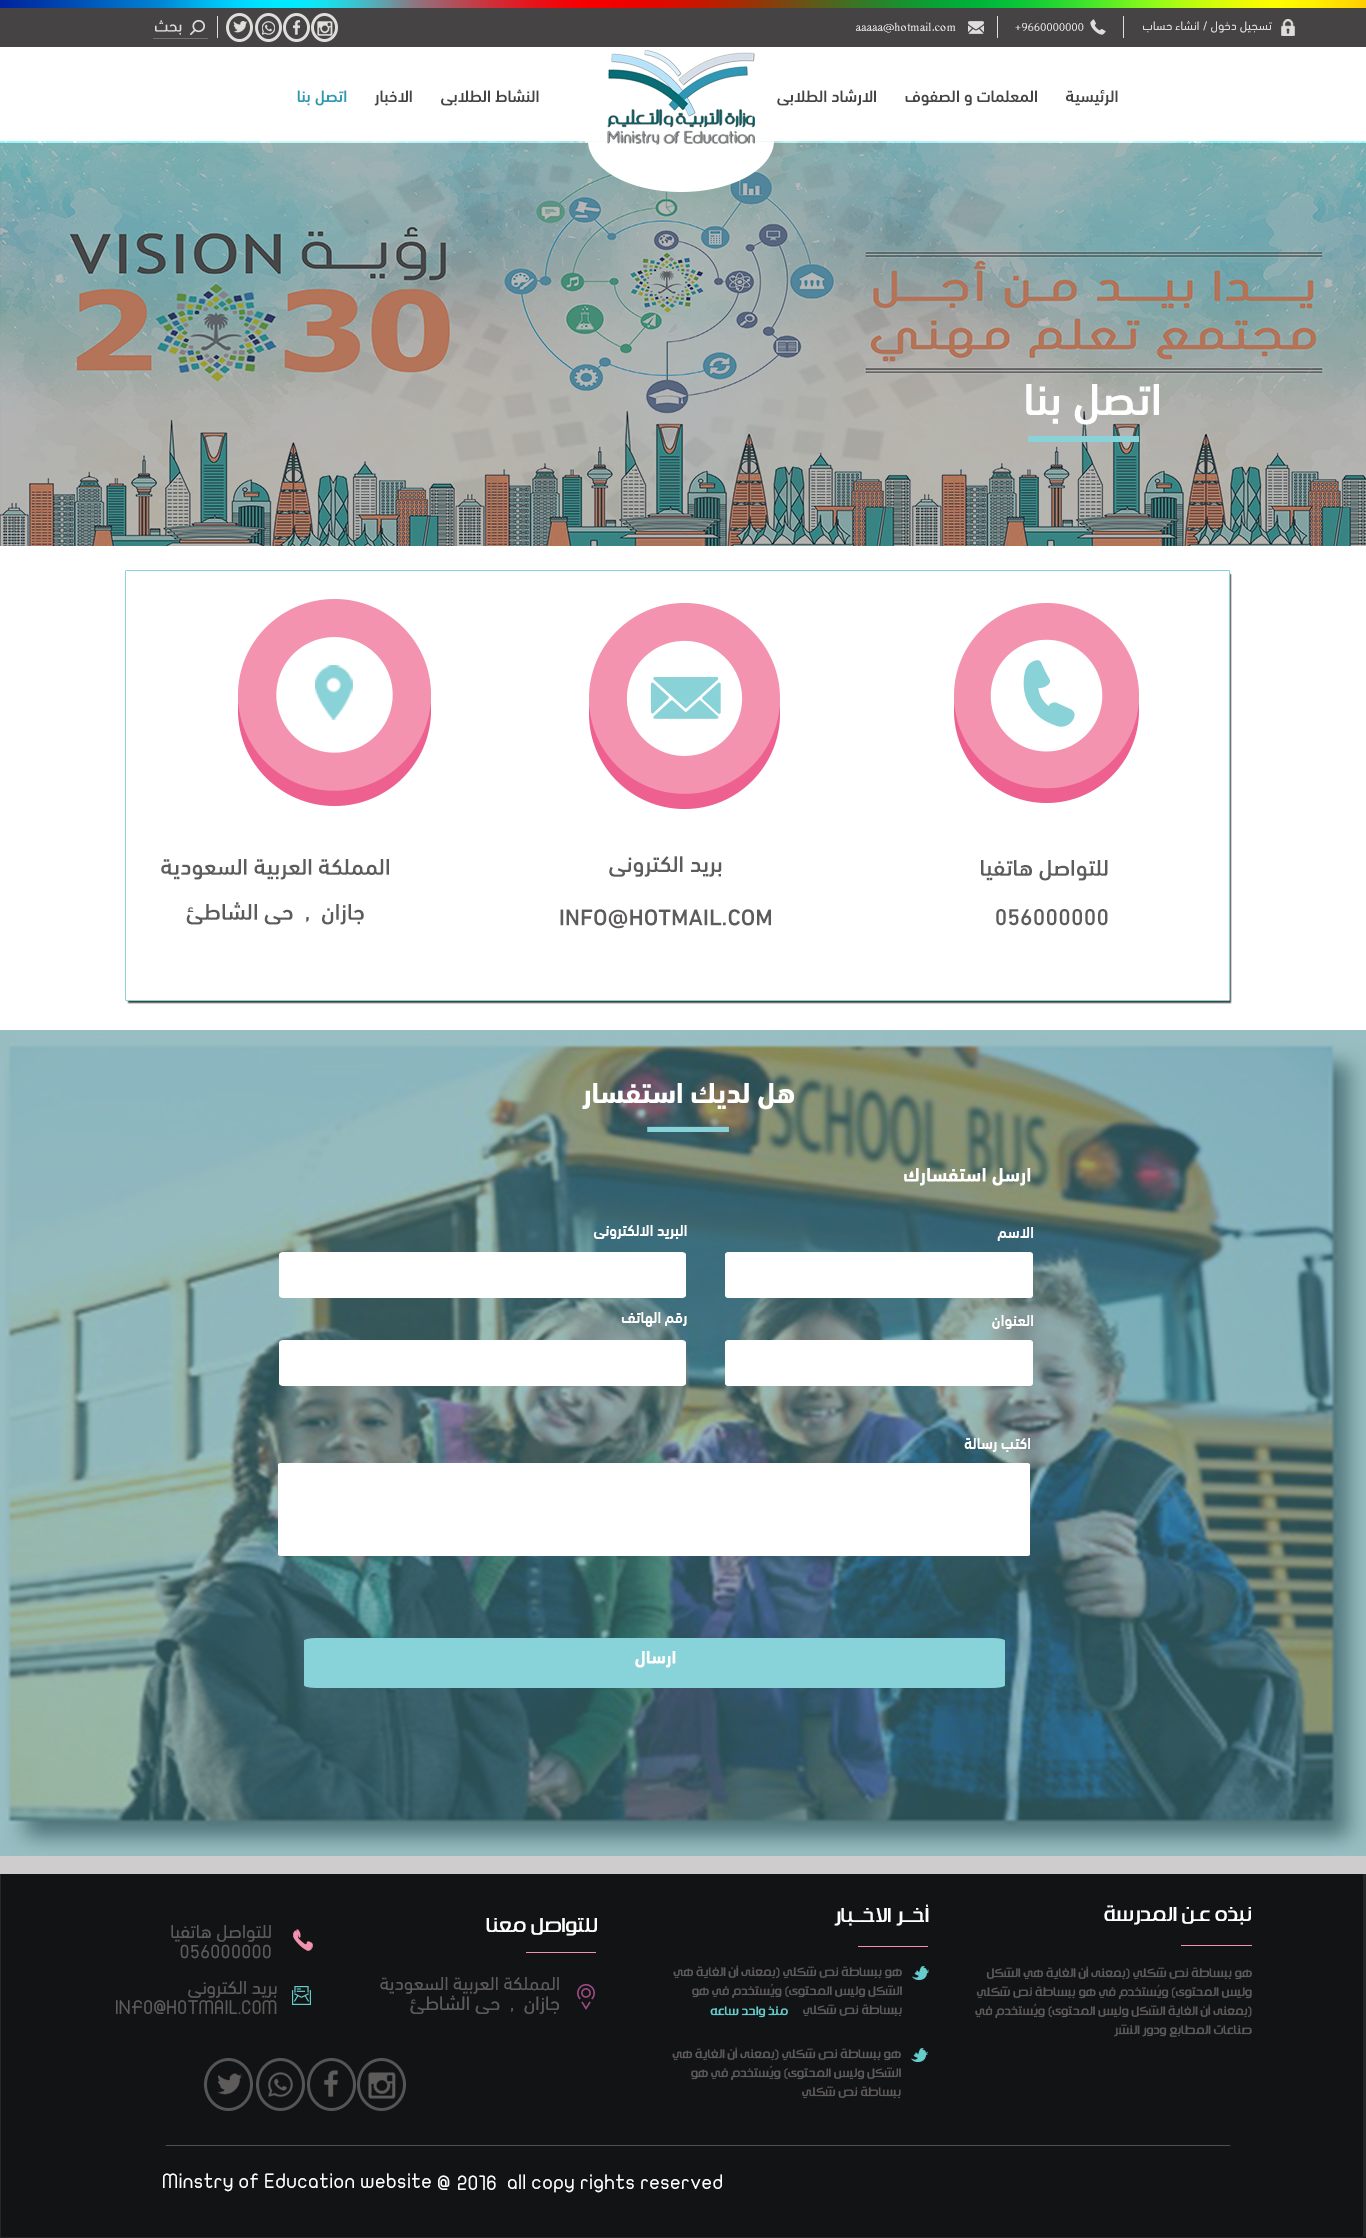 تسجيل دخول / انشاء حساب
+9660000000
aaaaa@hotmail.com
بحث
الرئيسية
المعلمات و الصفوف
الارشاد الطلابى
وزارة التربية والتعليم
Ministry of Education
النشاط الطلابى
الاخبار
اتصل بنا
يدا بيد من أجل
مجتمع تعلم مهني
VISION رؤية
2030
اتصل بنا
للتواصل هاتفيا
056000000
بريد الكترونى
INFO@HOTMAIL.COM
المملكة العربية السعودية
جازان , حى الشاطئ
هل لديك استفسار
SCHOOL BUS
ارسل استفسارك
الاسم
البريد الالكترونى
العنوان
رقم الهاتف
اكتب رسالة
ارسال
نبذه عن المدرسة
هو ببساطة نص شكلي (بمعنى أن الغاية هي الشكل
وليس المحتوى) ويُستخدم في هو ببساطة نص شكلي
(بمعنى أن الغاية الشكل وليس المحتوى) ويُستخدم في
صناعات المطابع ودور النشر
أخـر الاخـبار
هو ببساطة نص شكلي (بمعنى أن الغاية هي
الشكل وليس المحتوى) ويُستخدم في هو
ببساطة نص شكلي منذ واحد ساعه
هو ببساطة نص شكلي (بمعنى أن الغاية هي
الشكل وليس المحتوى) ويُستخدم في هو
ببساطة نص شكلي
للتواصل معنا
المملكة العربية السعودية
جازان , حى الشاطئ
للتواصل هاتفيا
056000000
بريد الكترونى
INFO@HOTMAIL.COM
Minstry of Education website @ 2016 all copy rights reserved